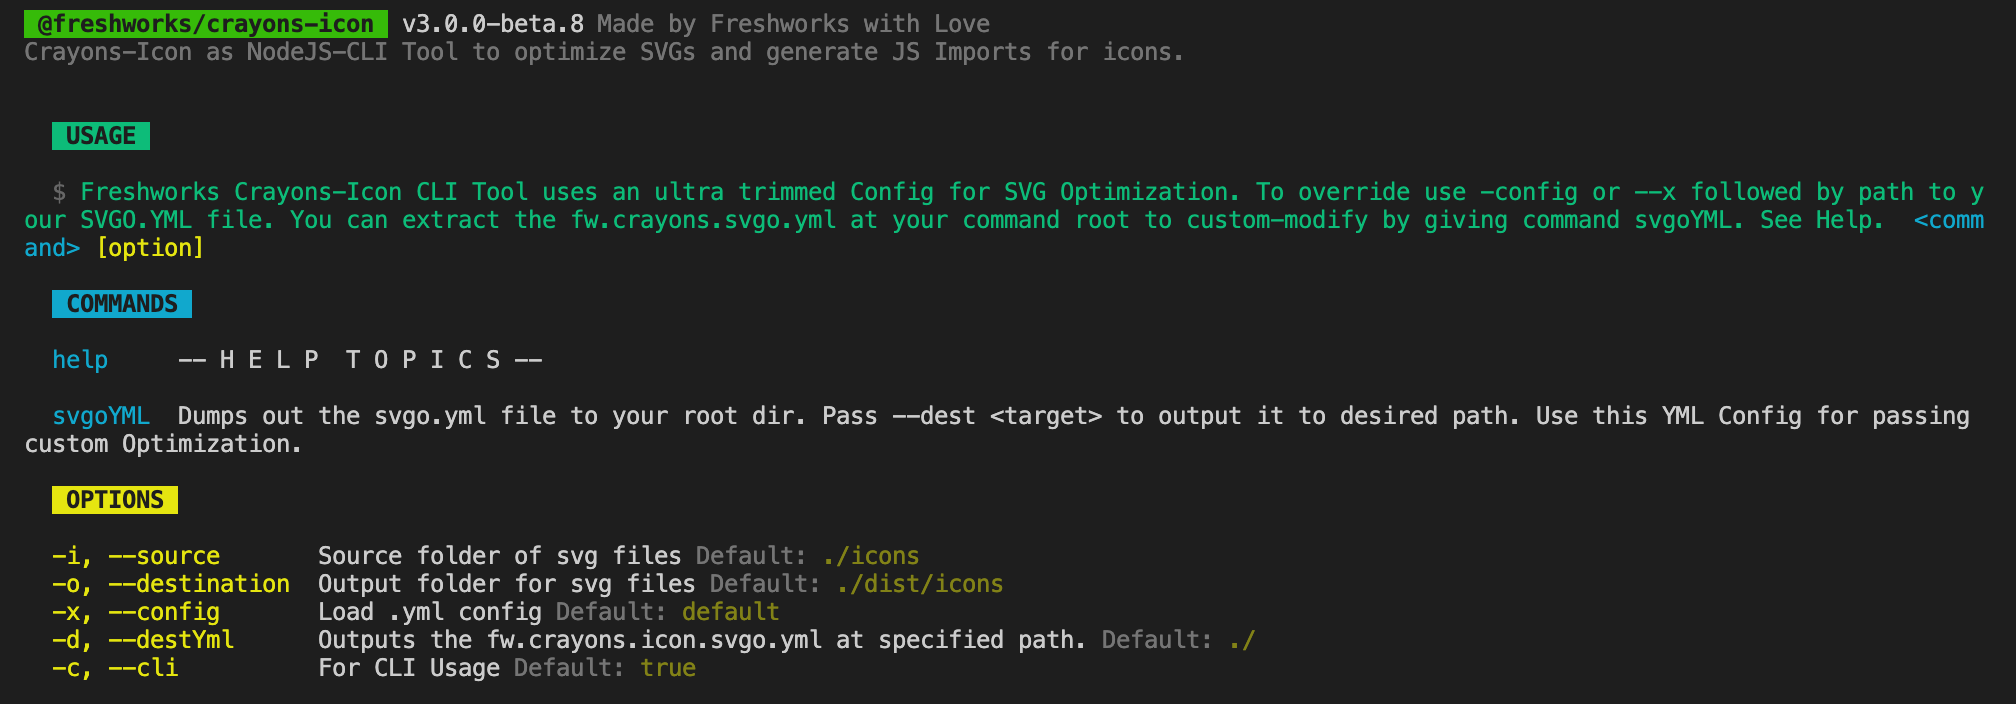 @freshworks/crayons-icon v3.0.0-beta.8 Made by Freshworks with Love
Crayons-Icon as NodeJS-CLI Tool to optimize SVGs and generate JS Imports for icons.
USAGE
$ Freshworks Crayons-Icon CLI Tool uses an ultra trimmed Config for SVG Optimization. To override use -config or --x followed by path to y
our SVGO.YML file. You can extract the fw.crayons.svgo.yml at your command root to custom-modify by giving command svgoYML. See Help.  <comm
and> [option]
COMMANDS
help     -- H E L P  T O P I C S --
svgoYML  Dumps out the svgo.yml file to your root dir. Pass --dest <target> to output it to desired path. Use this YML Config for passing
custom Optimization.
OPTIONS
-i, --source       Source folder of svg files Default: ./icons
-o, --destination  Output folder for svg files Default: ./dist/icons
-x, --config       Load .yml config Default: default
-d, --destYml      Outputs the fw.crayons.icon.svgo.yml at specified path. Default: ./
-c, --cli          For CLI Usage Default: true